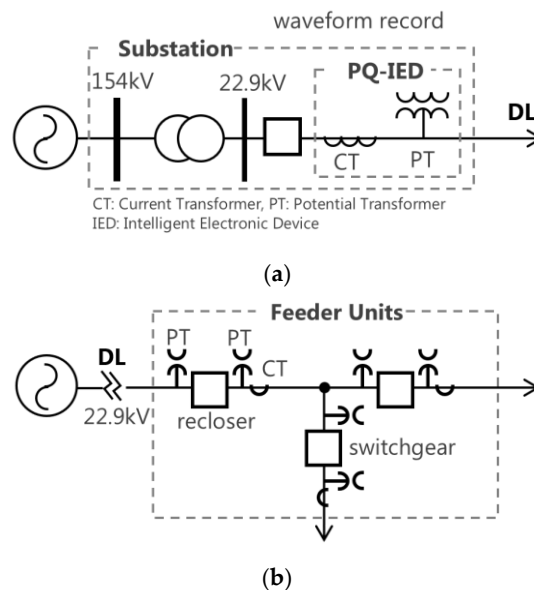 waveform record
Substation
154kV
22.9kV
PQ-IED
DL
CT
PT
CT: Current Transformer, PT: Potential Transformer
IED: Intelligent Electronic Device
(a)
Feeder Units
PT
PT
CT
DL
22.9kV
recloser
switchgear
(b)